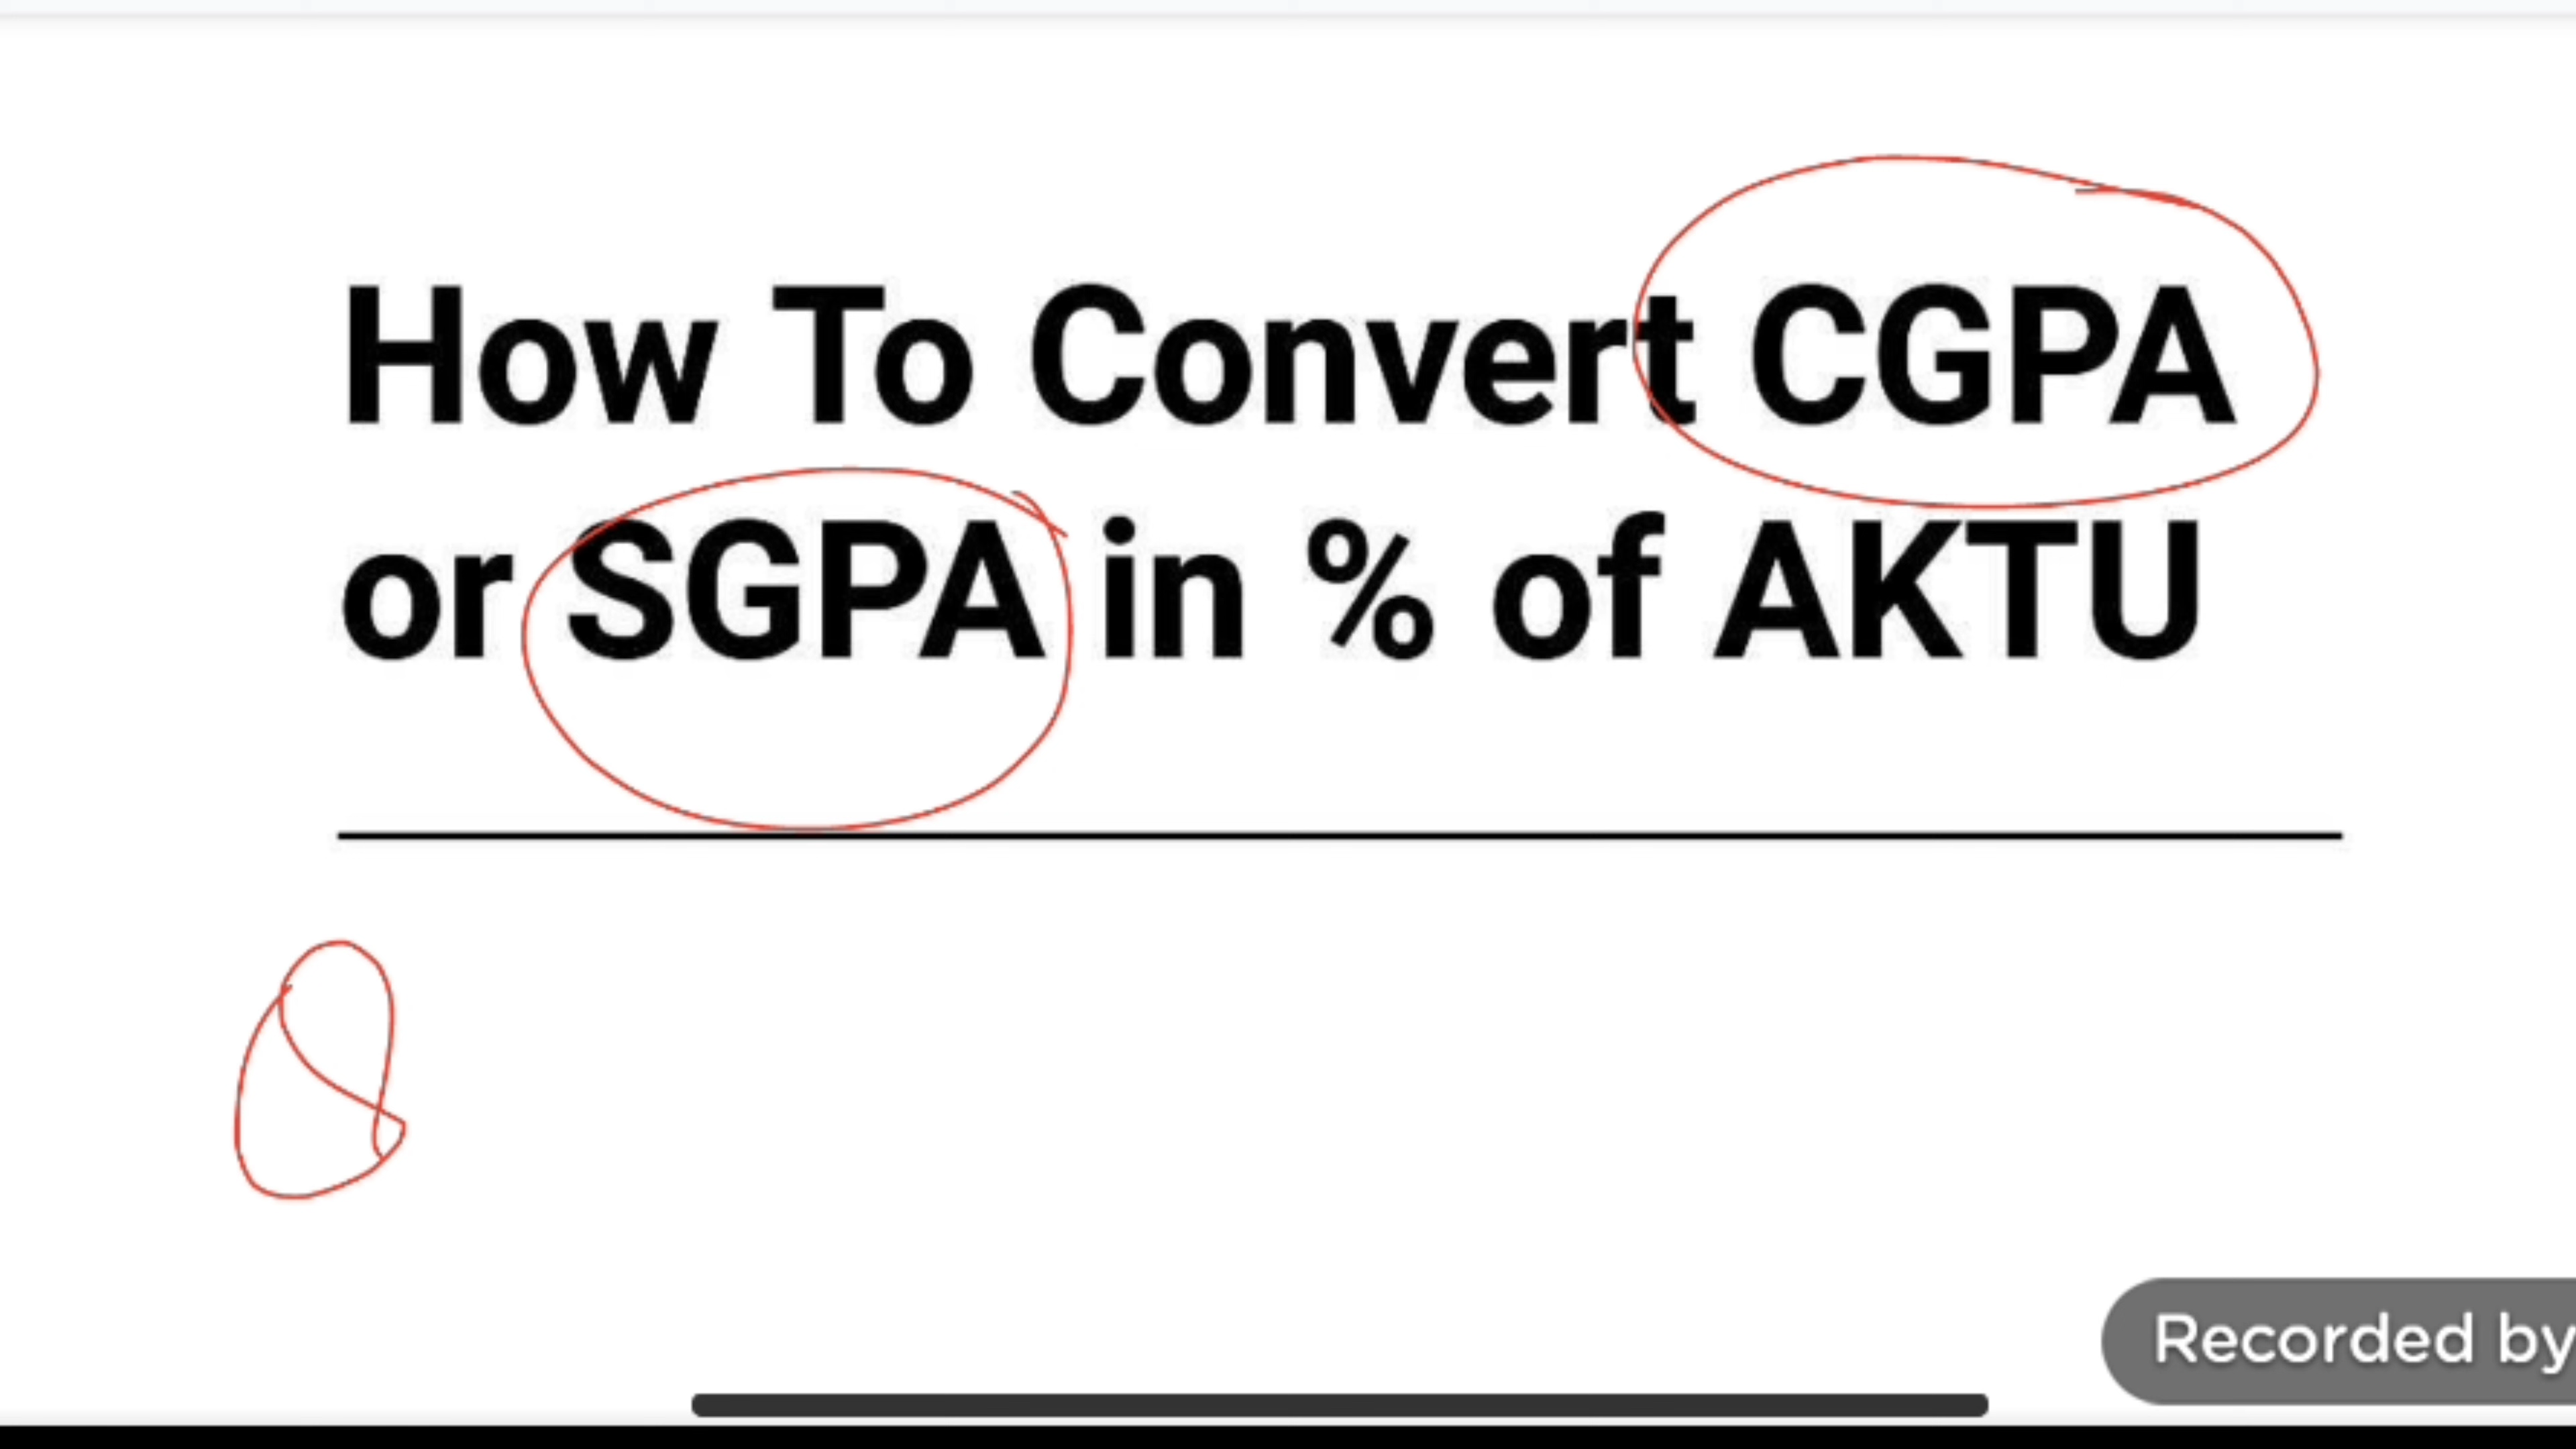 How To Convert CGPA
or SGPA in % of AKTU
8
Recorded by